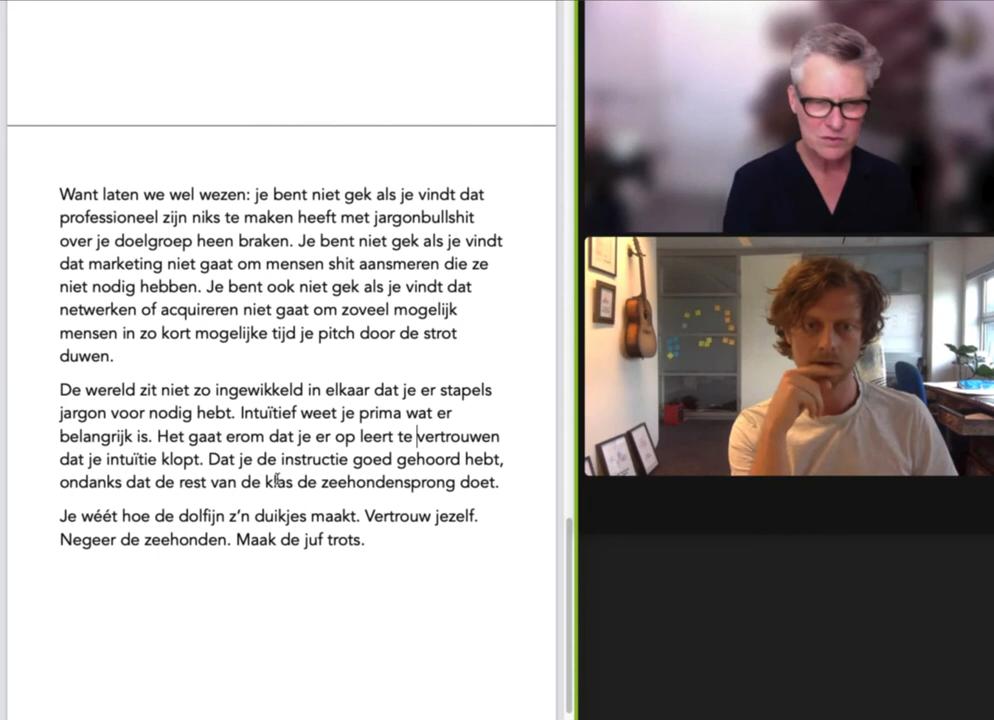 Want laten we wel wezen: je bent niet gek als je vindt dat
professioneel zijn niks te maken heeft met jargonbullshit
over je doelgroep heen braken. Je bent niet gek als je vindt
dat marketing niet gaat om mensen shit aansmeren die ze
niet nodig hebben. Je bent ook niet gek als je vindt dat
netwerken of acquireren niet gaat om zoveel mogelijk
mensen in zo kort mogelijke tijd je pitch door de strot
duwen.
De wereld zit niet zo ingewikkeld in elkaar dat je er stapels
jargon voor nodig hebt. Intuïtief weet je prima wat er
belangrijk is. Het gaat erom dat je er op leert te vertrouwen
dat je intuïtie klopt. Dat je de instructie goed gehoord hebt,
ondanks dat de rest van de klas de zeehondensprong doet.
Je wéét hoe de dolfijn z’n duikjes maakt. Vertrouw jezelf.
Negeer de zeehonden. Maak de juf trots.